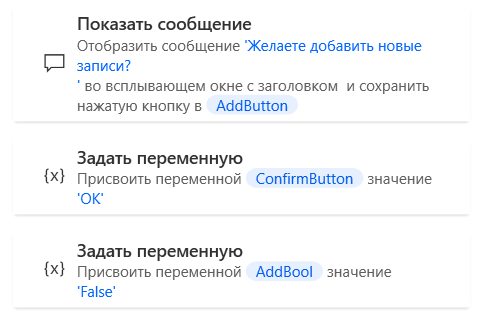 Показать сообщение
Отобразить сообщение 'Желаете добавить новые
записи?
' во всплывающем окне с заголовком и сохранить
нажатую кнопку в AddButton
Задать переменную
{x} Присвоить переменной ConfirmButton значение
'OK'
Задать переменную
{x} Присвоить переменной AddBool значение
'False'